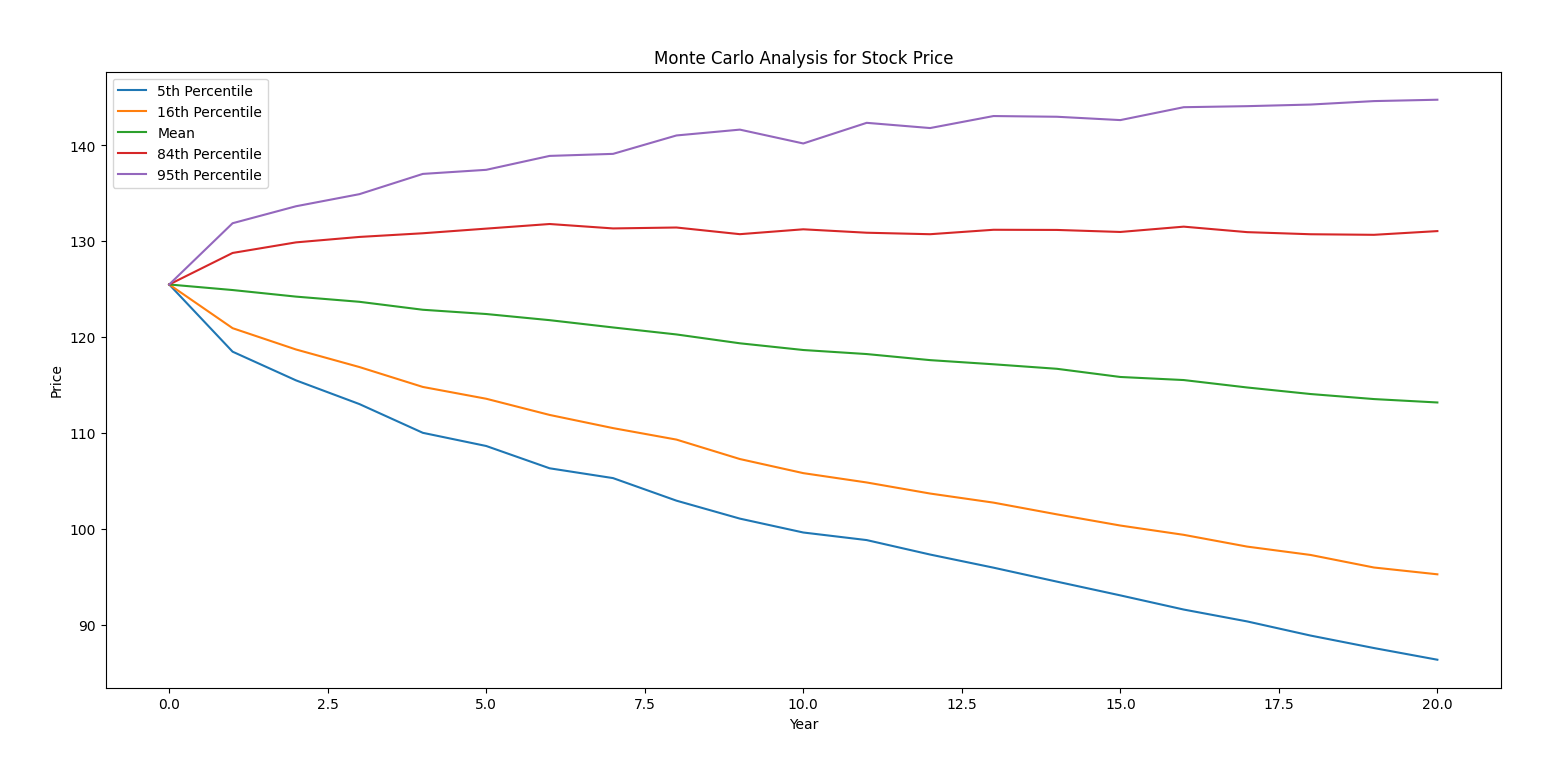 Monte Carlo Analysis for Stock Price
5th Percentile
16th Percentile
Mean
84th Percentile
95th Percentile
140
130
120
110
100
90
Price
0.0 2.5 5.0 7.5 10.0 12.5 15.0 17.5 20.0
Year